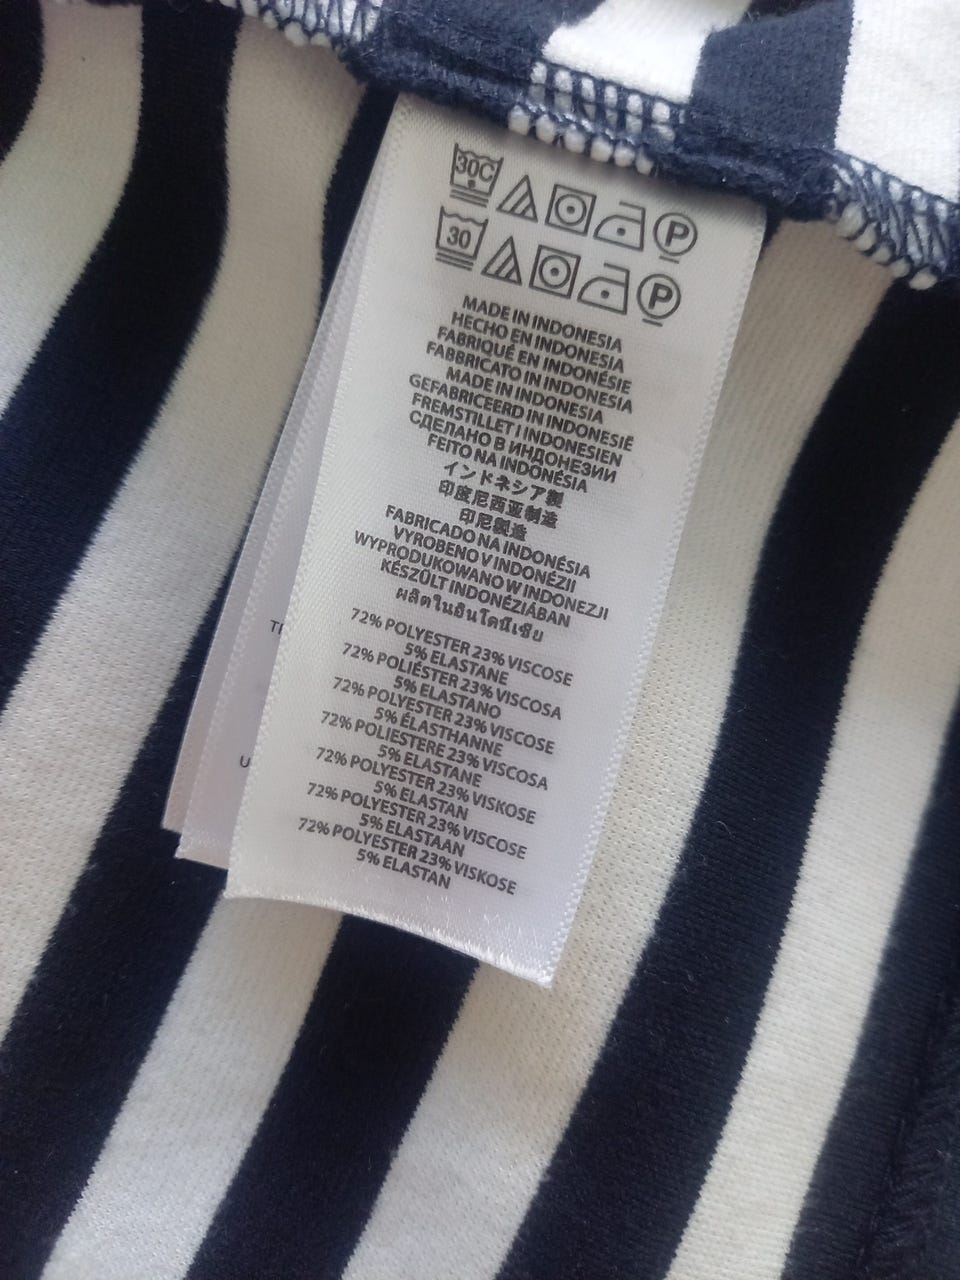 30C P
30 P
MADE IN INDONESIA
HECHO EN INDONESIA
FABRIQUÉ EN INDONÉSIE
FABBRICATO IN INDONESIA
MADE IN INDONESIA
GEFABRICEERD IN INDONESIË
FREMSTILLET I INDONESIEN
СДЕЛАНО В ИНДОНЕЗИИ
FEITO NA INDONÉSIA
インドネシア製
印度尼西亚制造
印尼製造
FABRICADO NA INDONÉSIA
VYROBENO V INDONÉZII
WYPRODUKOWANO W INDONEZJI
KÉSZÜLT INDONÉZIÁBAN
ผลิตในอินโดนีเซีย
72% POLYESTER 23% VISCOSE
5% ELASTANE
72% POLIÉSTER 23% VISCOSA
5% ELASTANO
72% POLYESTER 23% VISCOSE
5% ÉLASTHANNE
72% POLIESTERE 23% VISCOSA
5% ELASTANE
72% POLYESTER 23% VISKOSE
5% ELASTAN
72% POLYESTER 23% VISCOSE
5% ELASTAAN
72% POLYESTER 23% VISKOSE
5% ELASTAN